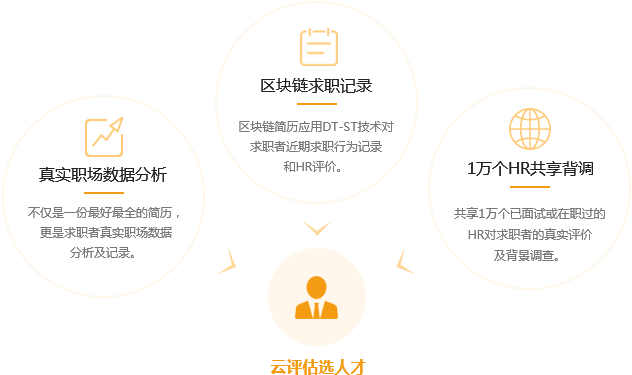 区块链求职记录
区块链简历应用DT-ST技术对
求职者近期求职行为记录
和HR评价。
真实职场数据分析
不仅是一份最好最全的简历，
更是求职者真实职场数据
分析及记录。
1万个HR共享背调
共享1万个已面试或在职过的
HR对求职者的真实评价
及背景调查。
云评估选人才